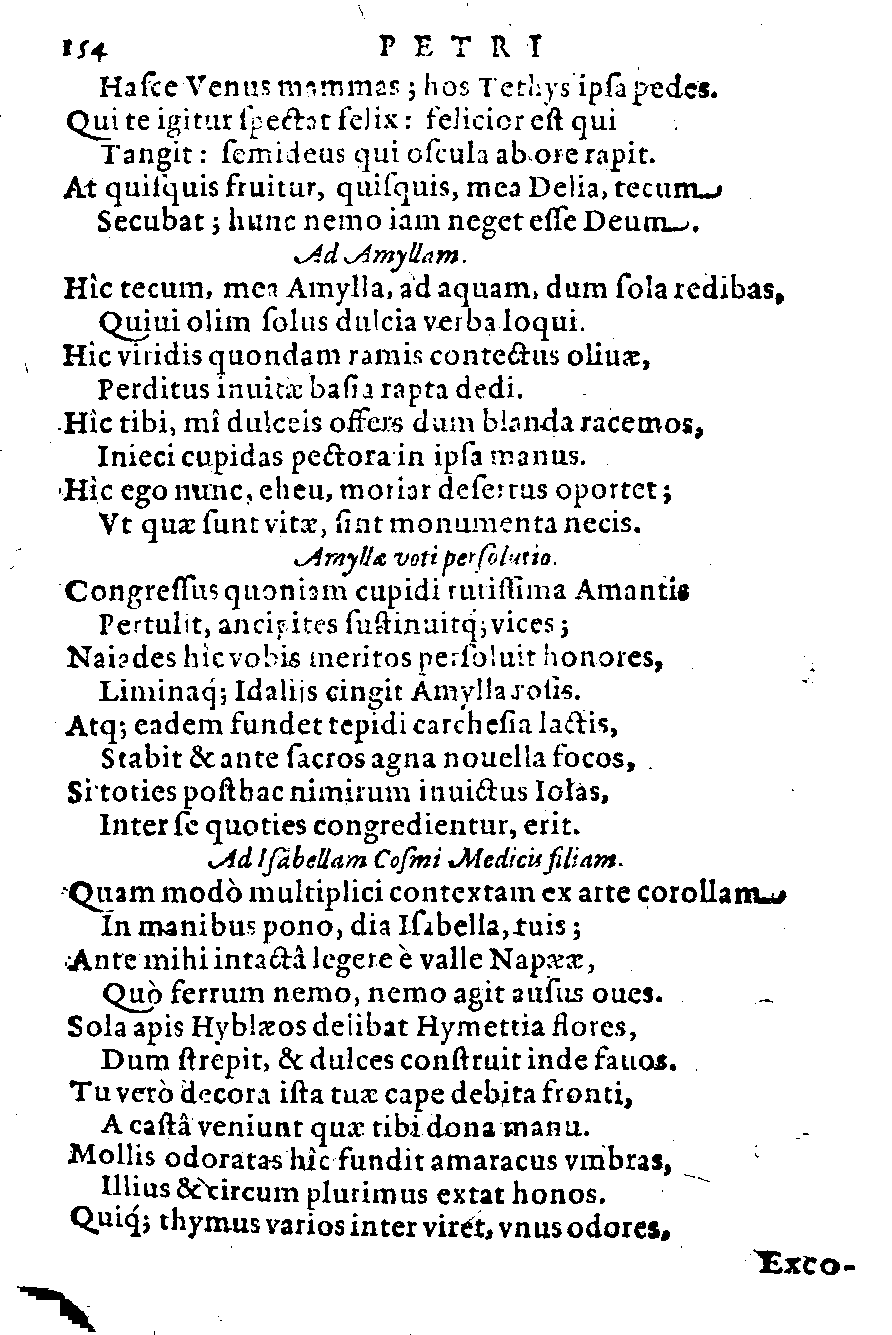 154 PETRI
Hasce Venus mammas; hos Tethys ipsa pedes.
Qui te igitur spectat felix: felicior est qui
Tangit: semideus qui oscula ab ore rapit.
At quisquis fruitur, quisquis, mea Delia, tecum
Secubat; hunc nemo iam neget esse Deum.
Ad Amyllam.
Hîc tecum, mea Amylla, ad aquam, dum sola redibas,
Quiui olim solus dulcia verba loqui.
Hîc viridis quondam ramis contectus oliuæ,
Perditus inuitæ basia rapta dedi.
Hîc tibi, mî dulceis offers dum blanda racemos,
Inieci cupidas pectora in ipsa manus.
Hîc ego nunc, eheu, moriar desertus oportet;
Vt quæ sunt vitæ, sint monumenta necis.
Amyllæ voti persolutio.
Congressus quoniam cupidi rutissima Amantis
Pertulit, ancipites sustinuitq; vices;
Naiades hîc vobis meritos persoluit honores,
Liminaq́; Idaliis cingit Amylla rosis.
Atq; eadem fundet tepidi carchesia lactis,
Stabit & ante sacros agna nouella focos,
Si toties posthac nimirum inuictus Iolas,
Inter se quoties congredientur, erit.
Ad Isabellam Cosmi Medicis filiam.
Quam modò multiplici contextam ex arte corollam
In manibus pono, dia Isabella, tuis;
Ante mihi intactâ legere è valle Napææ,
Quò ferrum nemo, nemo agit ausus oues.
Sola apis Hyblæos delibat Hymettia flores,
Dum strepit, & dulces construit inde fauos.
Tu verò decora ista tuæ cape debita fronti,
A castâ veniunt quæ tibi dona manu.
Mollis odoratas hîc fundit amaracus vmbras,
Illius & circum plurimus extat honos.
Quiq́; thymus varios inter viret, vnus odores,
Exco-